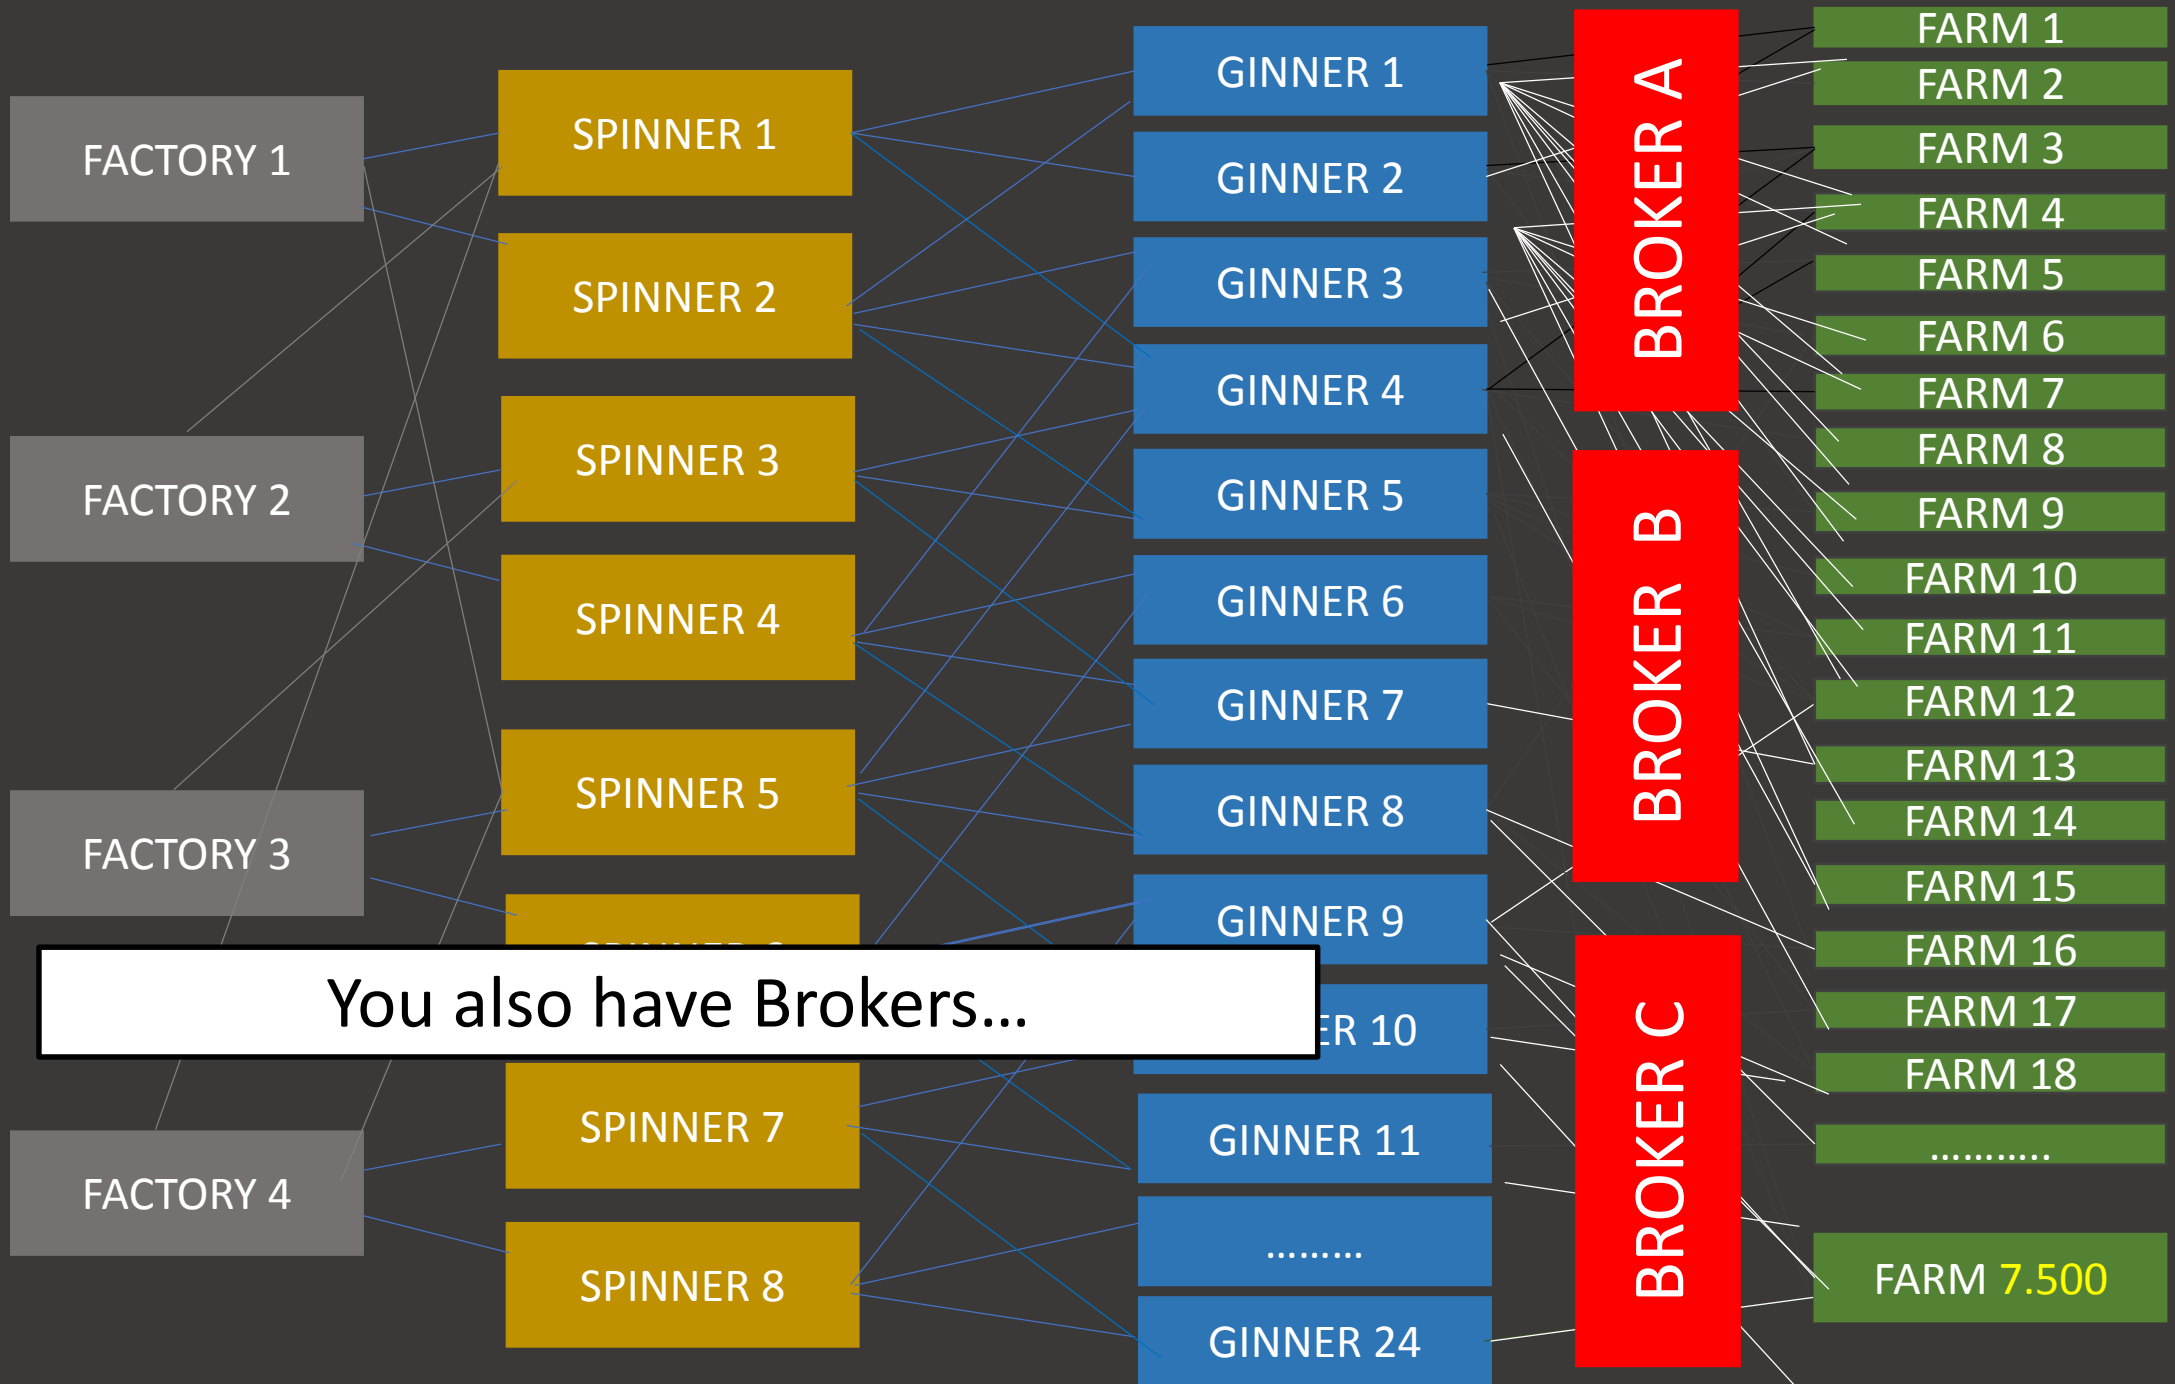 FACTORY 1
FACTORY 2
FACTORY 3
FACTORY 4
SPINNER 1
SPINNER 2
SPINNER 3
SPINNER 4
SPINNER 5
SPINNER 7
SPINNER 8
You also have Brokers...
GINNER 1
GINNER 2
GINNER 3
GINNER 4
GINNER 5
GINNER 6
GINNER 7
GINNER 8
GINNER 9
ER 10
GINNER 11
.........
GINNER 24
BROKER A
BROKER B
BROKER C
FARM 1
FARM 2
FARM 3
FARM 4
FARM 5
FARM 6
FARM 7
FARM 8
FARM 9
FARM 10
FARM 11
FARM 12
FARM 13
FARM 14
FARM 15
FARM 16
FARM 17
FARM 18
...........
FARM 7.500